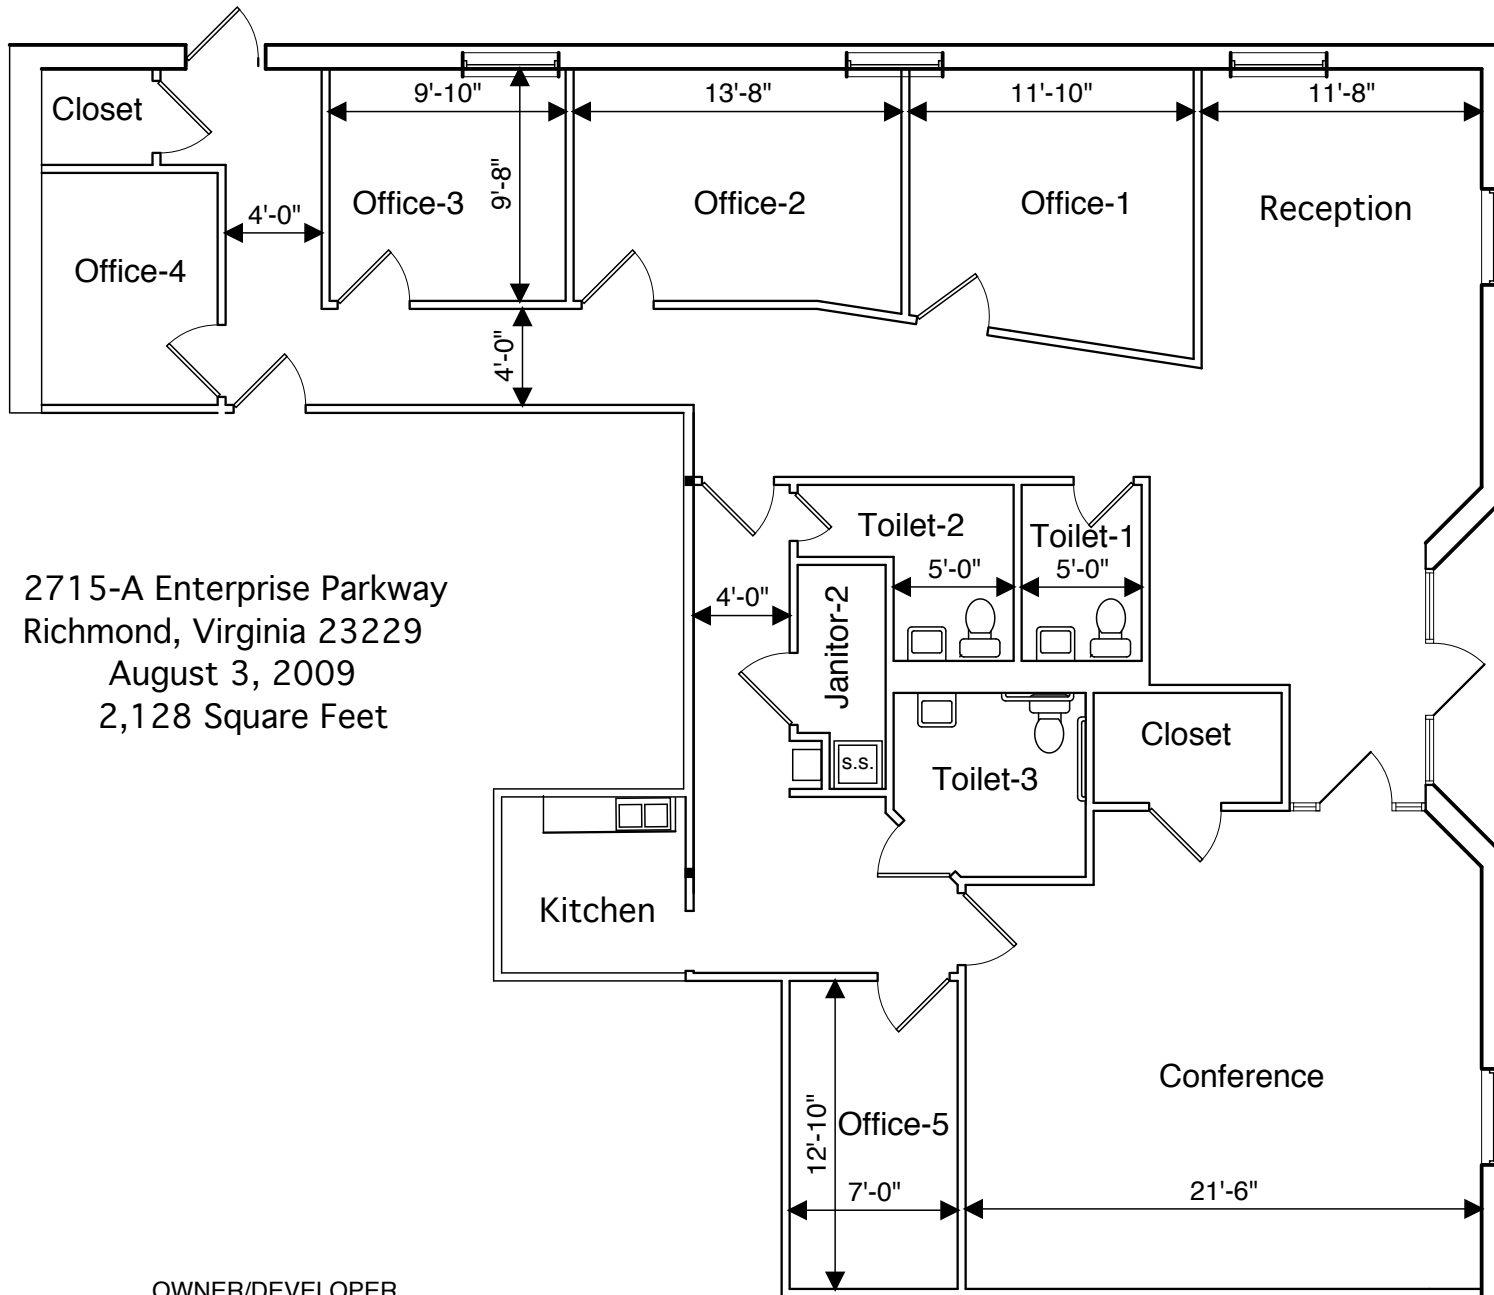 Closet
9'-10"
13'-8"
11'-10"
11'-8"
9'-8"
Office-3
Office-2
Office-1
Reception
4'-0"
Office-4
4'-0"
Toilet-2
Toilet-1
5'-0"
5'-0"
4'-0"
Janitor-2
2715-A Enterprise Parkway
Richmond, Virginia 23229
August 3, 2009
2,128 Square Feet
s.s.
Toilet-3
Closet
Kitchen
Conference
12'-10"
Office-5
7'-0"
21'-6"
OWNER/DEVELOPER